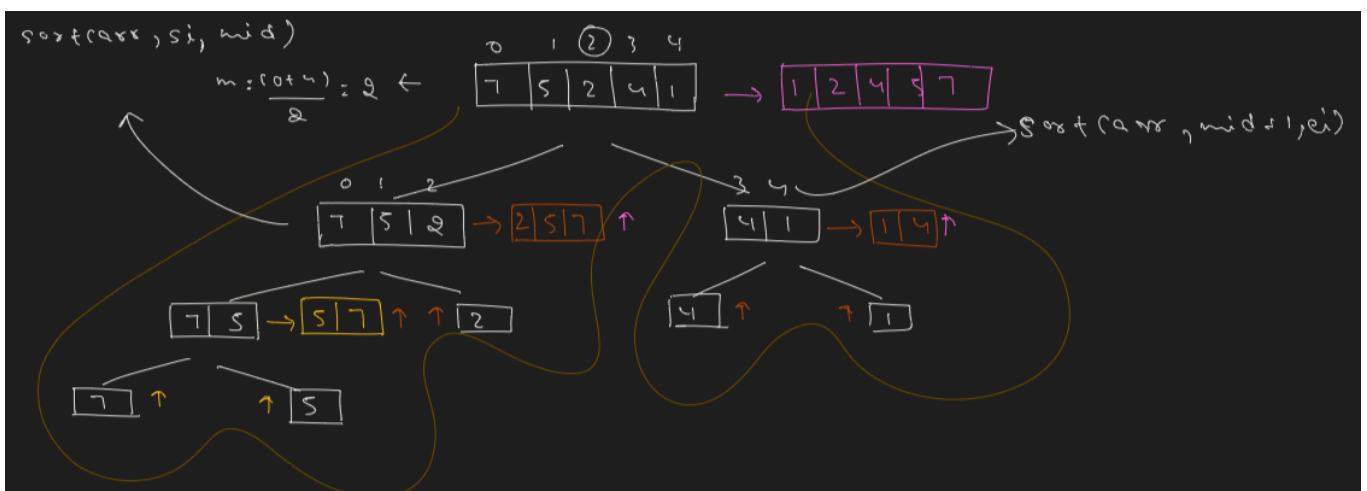 sort(arr, si, mid)
0 1 2 3 4
m = (0+4)/2 = 2 ←
7 5 2 4 1 → 1 2 4 5 7
sort(arr, mid+1, ei)
0 1 2
3 4
7 5 2 → 2 5 7 ↑
4 1 → 1 4 ↑
7 5 → 5 7 ↑ ↑ 2
4 ↑ ↑ 1
7 ↑ ↑ 5